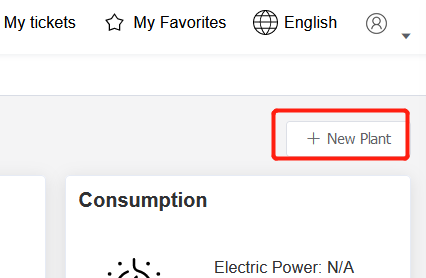 My tickets My Favorites English
+ New Plant
Consumption
Electric Power: N/A